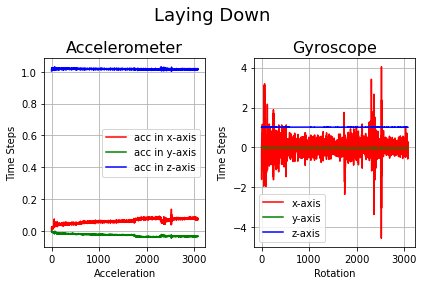 Laying Down
Accelerometer
Time Steps
1.0
0.8
0.6
0.4
0.2
0.0
acc in x-axis
acc in y-axis
acc in z-axis
0
1000
2000
3000
Acceleration
Gyroscope
Time Steps
4
2
0
−2
−4
x-axis
y-axis
z-axis
0
1000
2000
3000
Rotation